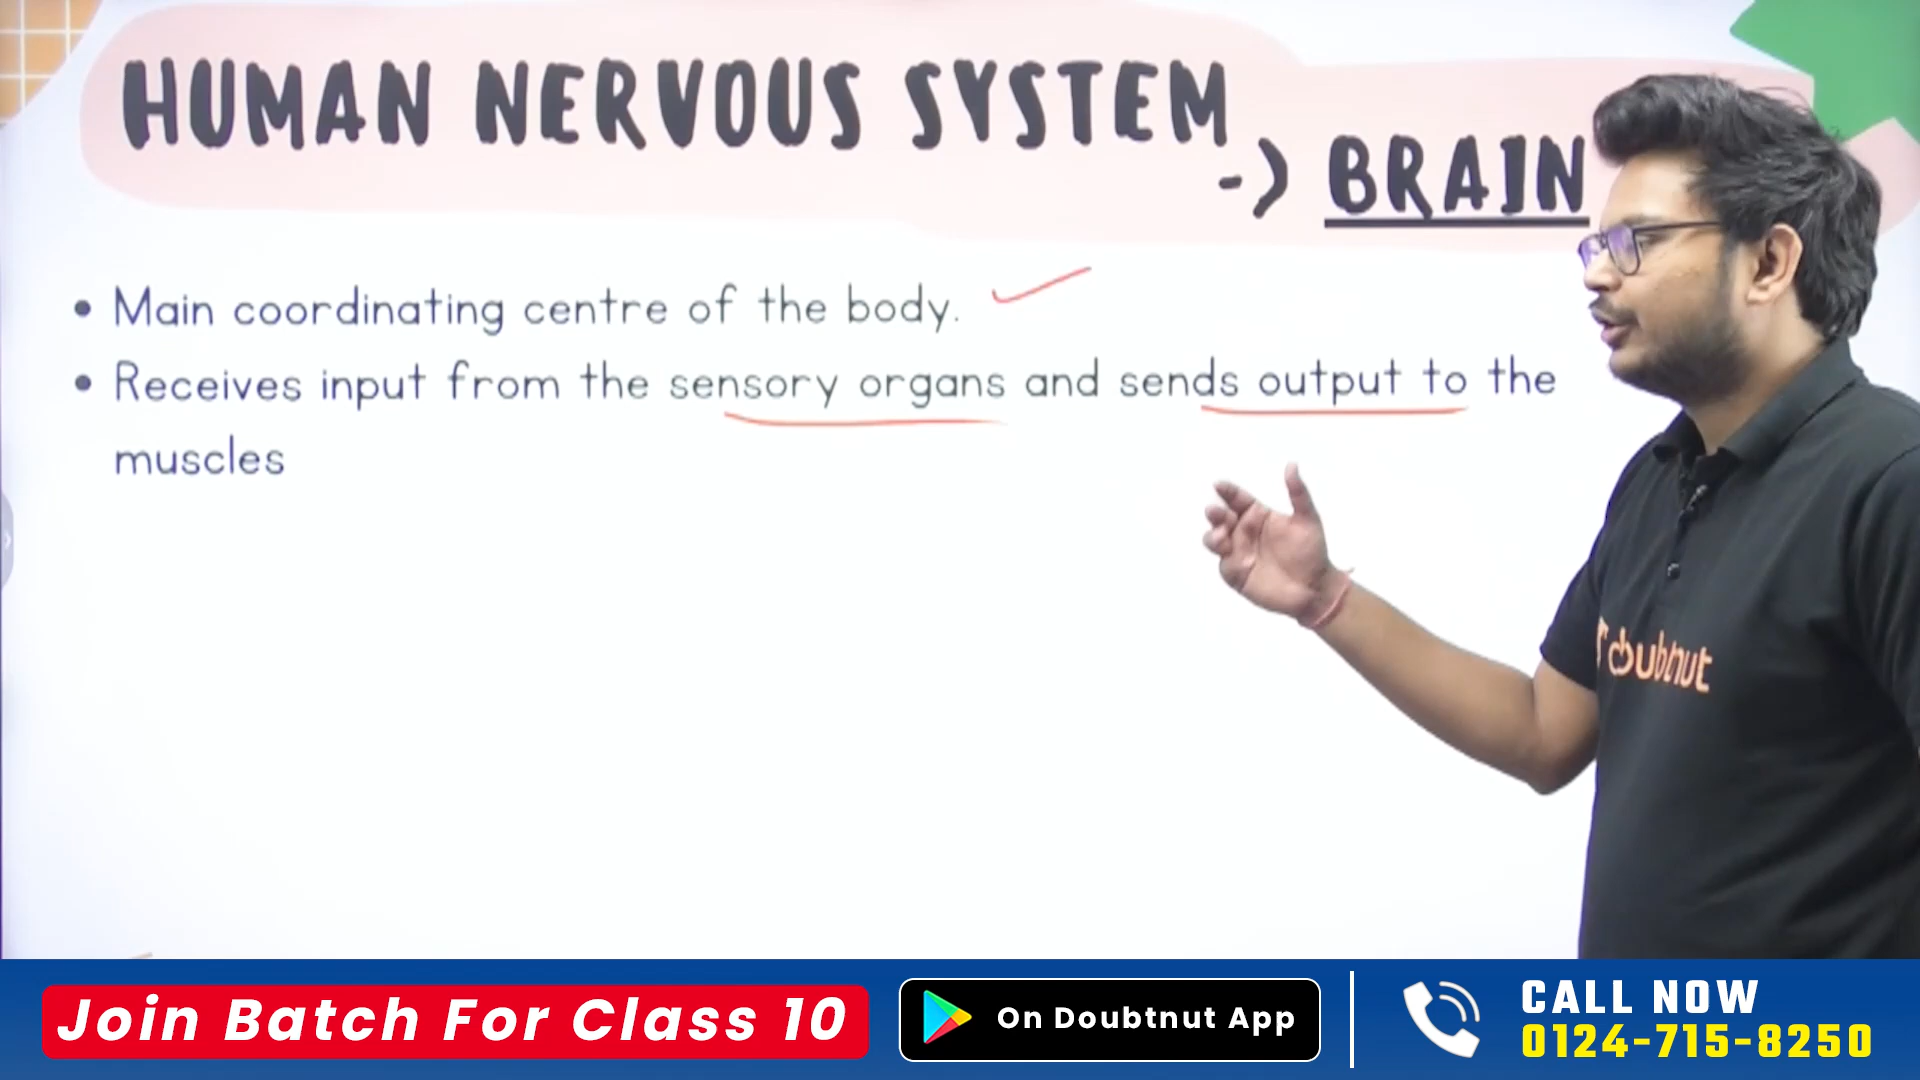 HUMAN NERVOUS SYSTEM
-> BRAIN
• Main coordinating centre of the body.
• Receives input from the sensory organs and sends output to the
muscles
doubtnut
Join Batch For Class 10
On Doubtnut App
CALL NOW
0124-715-8250